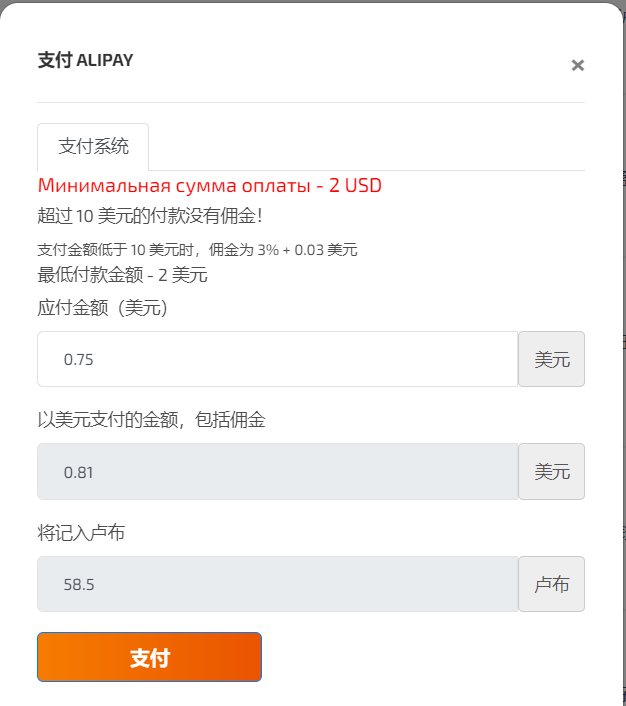 支付 ALIPAY
×
支付系统
Минимальная сумма оплаты - 2 USD
超过 10 美元的付款没有佣金！
支付金额低于 10 美元时，佣金为 3% + 0.03 美元
最低付款金额 - 2 美元
应付金额（美元）
0.75 美元
以美元支付的金额，包括佣金
0.81 美元
将记入卢布
58.5 卢布
支付